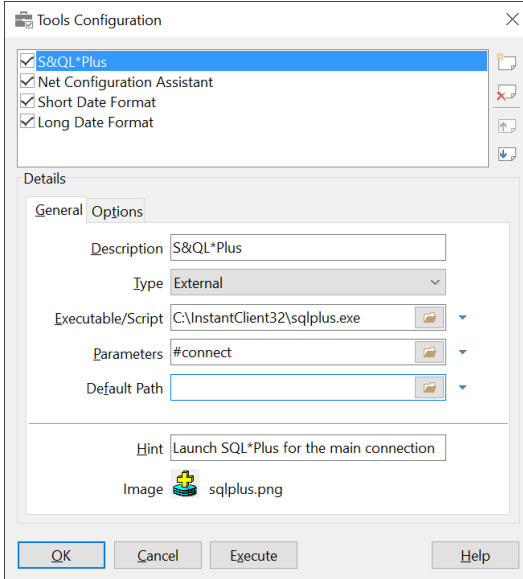 Tools Configuration
S&QL*Plus
Net Configuration Assistant
Short Date Format
Long Date Format
Details
General Options
Description S&QL*Plus
Type External
Executable/Script C:\InstantClient32\sqlplus.exe
Parameters #connect
Default Path
Hint Launch SQL*Plus for the main connection
Image sqlplus.png
OK Cancel Execute Help